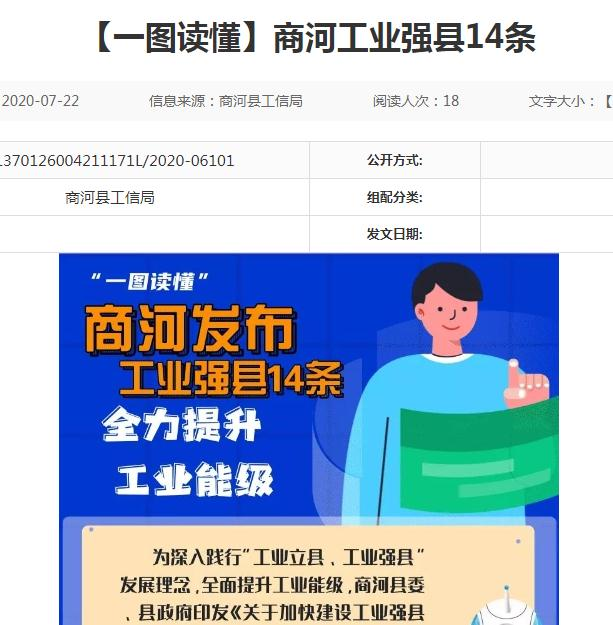 【一图读懂】商河工业强县14条
2020-07-22 信息来源：商河县工信局 阅读人次：18 文字大小：【
1370126004211171L/2020-06101 公开方式:
商河县工信局 组配分类:
发文日期:
“一图读懂”
商河发布
工业强县14条
全力提升
工业能级
为深入践行“工业立县、工业强县”
发展理念,全面提升工业能级,商河县委
、县政府印发《关于加快建设工业强县